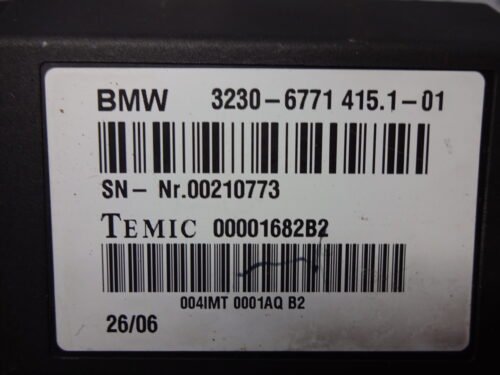 BMW 3230-6771 415.1-01
SN- Nr.00210773
TEMIC 00001682B2
004IMT 0001AQ B2
26/06